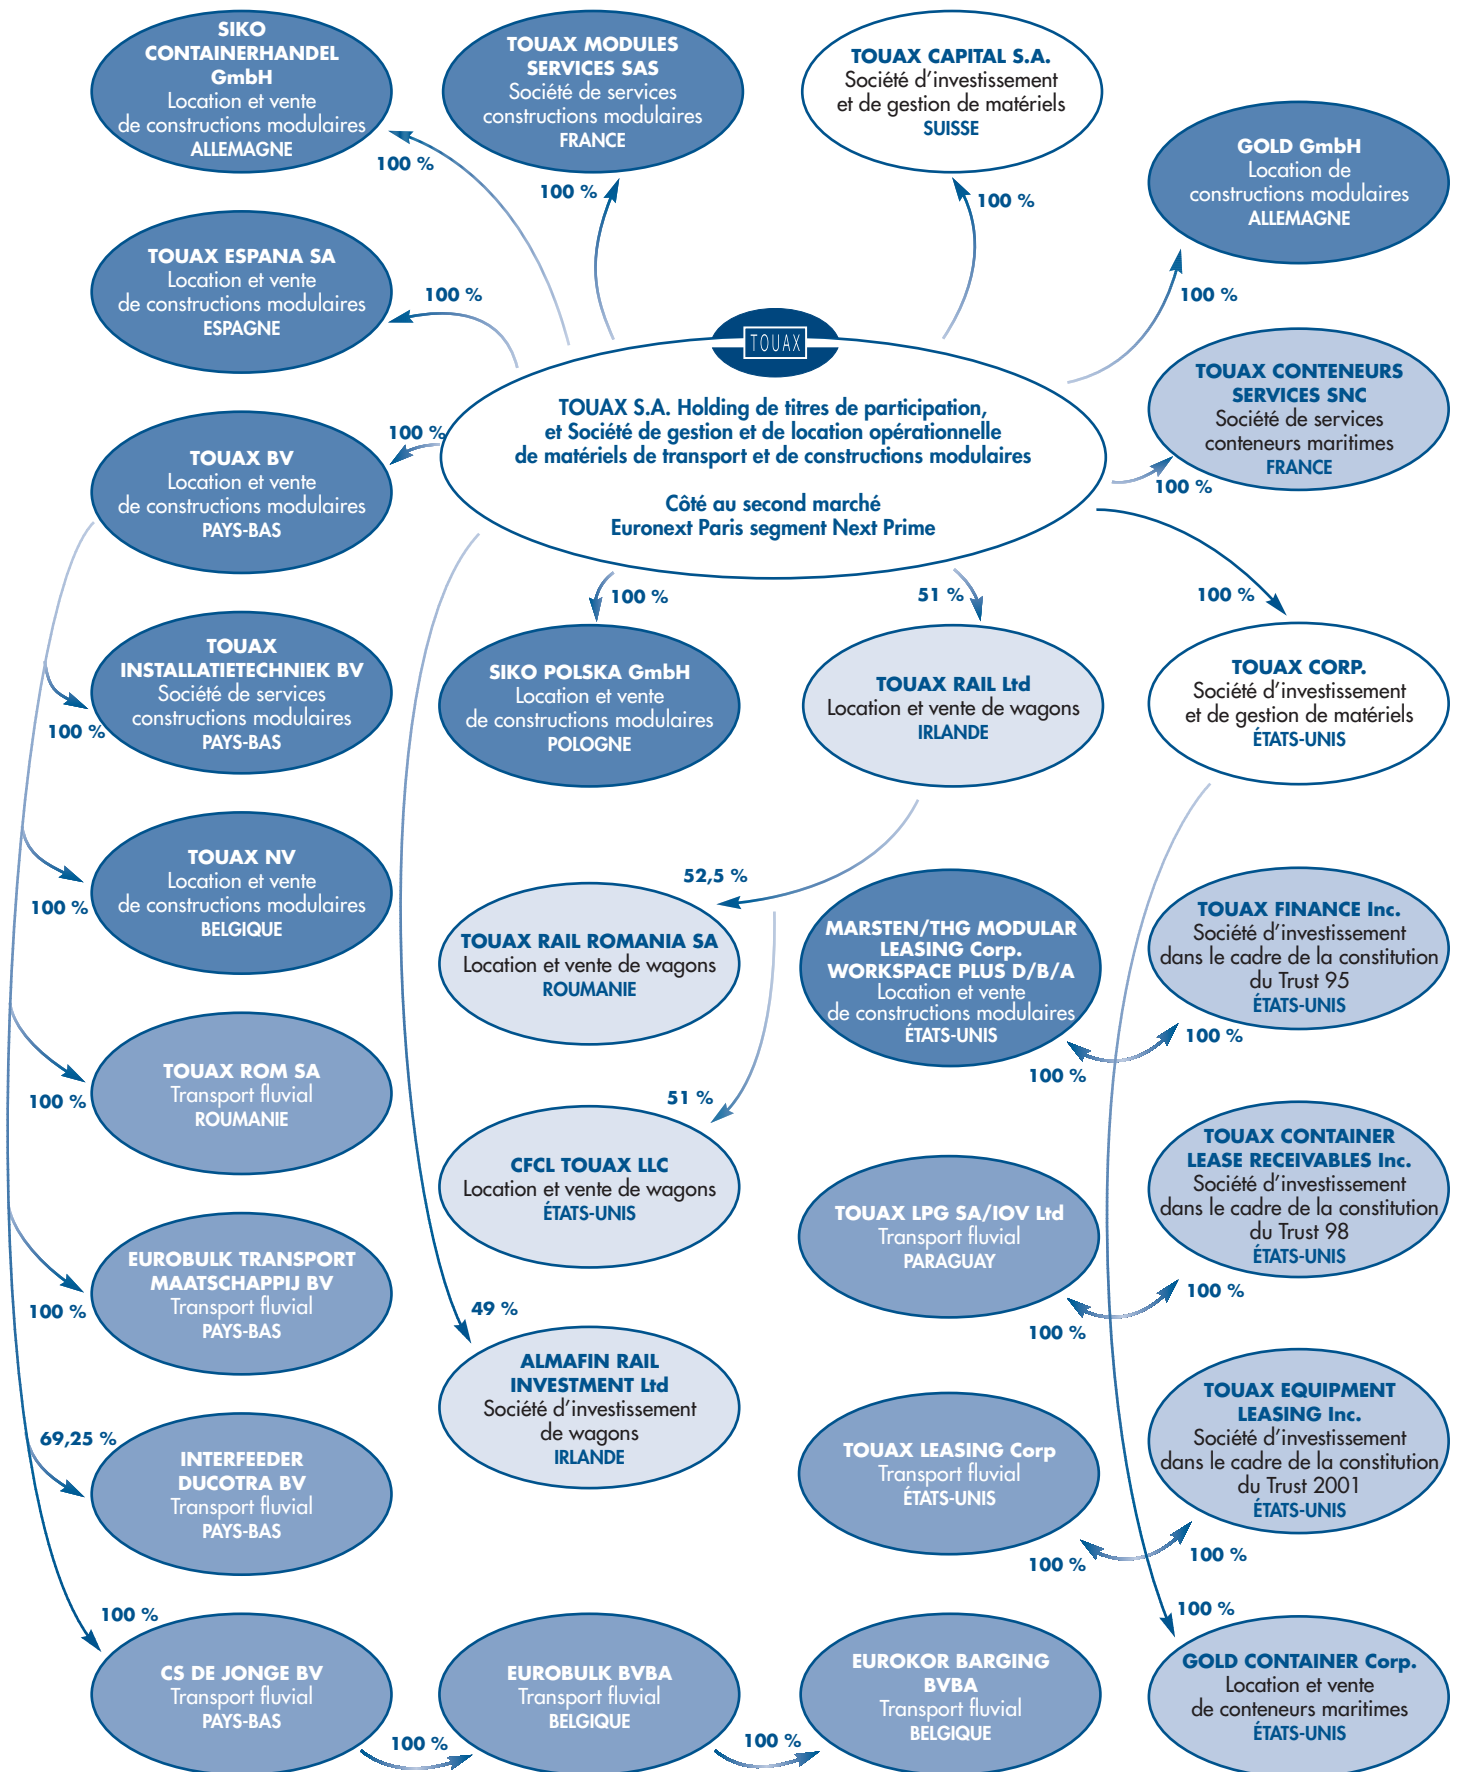 SIKO
CONTAINERHANDEL
GmbH
Location et vente
de constructions modulaires
ALLEMAGNE
100 %
TOUAX MODULES
SERVICES SAS
Société de services
constructions modulaires
FRANCE
100 %
TOUAX CAPITAL S.A.
Société d'investissement
et de gestion de matériels
SUISSE
100 %
GOLD GmbH
Location de
constructions modulaires
ALLEMAGNE
100 %
TOUAX ESPANA SA
Location et vente
de constructions modulaires
ESPAGNE
100 %
TOUAX
TOUAX S.A. Holding de titres de participation,
et Société de gestion et de location opérationnelle
de matériels de transport et de constructions modulaires
Côté au second marché
Euronext Paris segment Next Prime
TOUAX CONTENEURS
SERVICES SNC
Société de services
conteneurs maritimes
FRANCE
100 %
TOUAX BV
Location et vente
de constructions modulaires
PAYS-BAS
100 %
100 %
51 %
100 %
TOUAX
INSTALLATIETECHNIEK BV
Société de services
constructions modulaires
PAYS-BAS
100 %
SIKO POLSKA GmbH
Location et vente
de constructions modulaires
POLOGNE
TOUAX RAIL Ltd
Location et vente de wagons
IRLANDE
TOUAX CORP.
Société d'investissement
et de gestion de matériels
ÉTATS-UNIS
TOUAX NV
Location et vente
de constructions modulaires
BELGIQUE
100 %
52,5 %
TOUAX RAIL ROMANIA SA
Location et vente de wagons
ROUMANIE
MARSTEN/THG MODULAR
LEASING Corp.
WORKSPACE PLUS D/B/A
Location et vente
de constructions modulaires
ÉTATS-UNIS
100 %
TOUAX FINANCE Inc.
Société d'investissement
dans le cadre de la constitution
du Trust 95
ÉTATS-UNIS
100 %
TOUAX ROM SA
Transport fluvial
ROUMANIE
100 %
51 %
CFCL TOUAX LLC
Location et vente de wagons
ÉTATS-UNIS
TOUAX LPG SA/IOV Ltd
Transport fluvial
PARAGUAY
100 %
TOUAX CONTAINER
LEASE RECEIVABLES Inc.
Société d'investissement
dans le cadre de la constitution
du Trust 98
ÉTATS-UNIS
100 %
EUROBULK TRANSPORT
MAATSCHAPPIJ BV
Transport fluvial
PAYS-BAS
100 %
49 %
ALMAFIN RAIL
INVESTMENT Ltd
Société d'investissement
de wagons
IRLANDE
TOUAX LEASING Corp
Transport fluvial
ÉTATS-UNIS
100 %
TOUAX EQUIPMENT
LEASING Inc.
Société d'investissement
dans le cadre de la constitution
du Trust 2001
ÉTATS-UNIS
100 %
69,25 %
INTERFEEDER
DUCOTRA BV
Transport fluvial
PAYS-BAS
100 %
CS DE JONGE BV
Transport fluvial
PAYS-BAS
100 %
EUROBULK BVBA
Transport fluvial
BELGIQUE
100 %
EUROKOR BARGING
BVBA
Transport fluvial
BELGIQUE
100 %
GOLD CONTAINER Corp.
Location et vente
de conteneurs maritimes
ÉTATS-UNIS